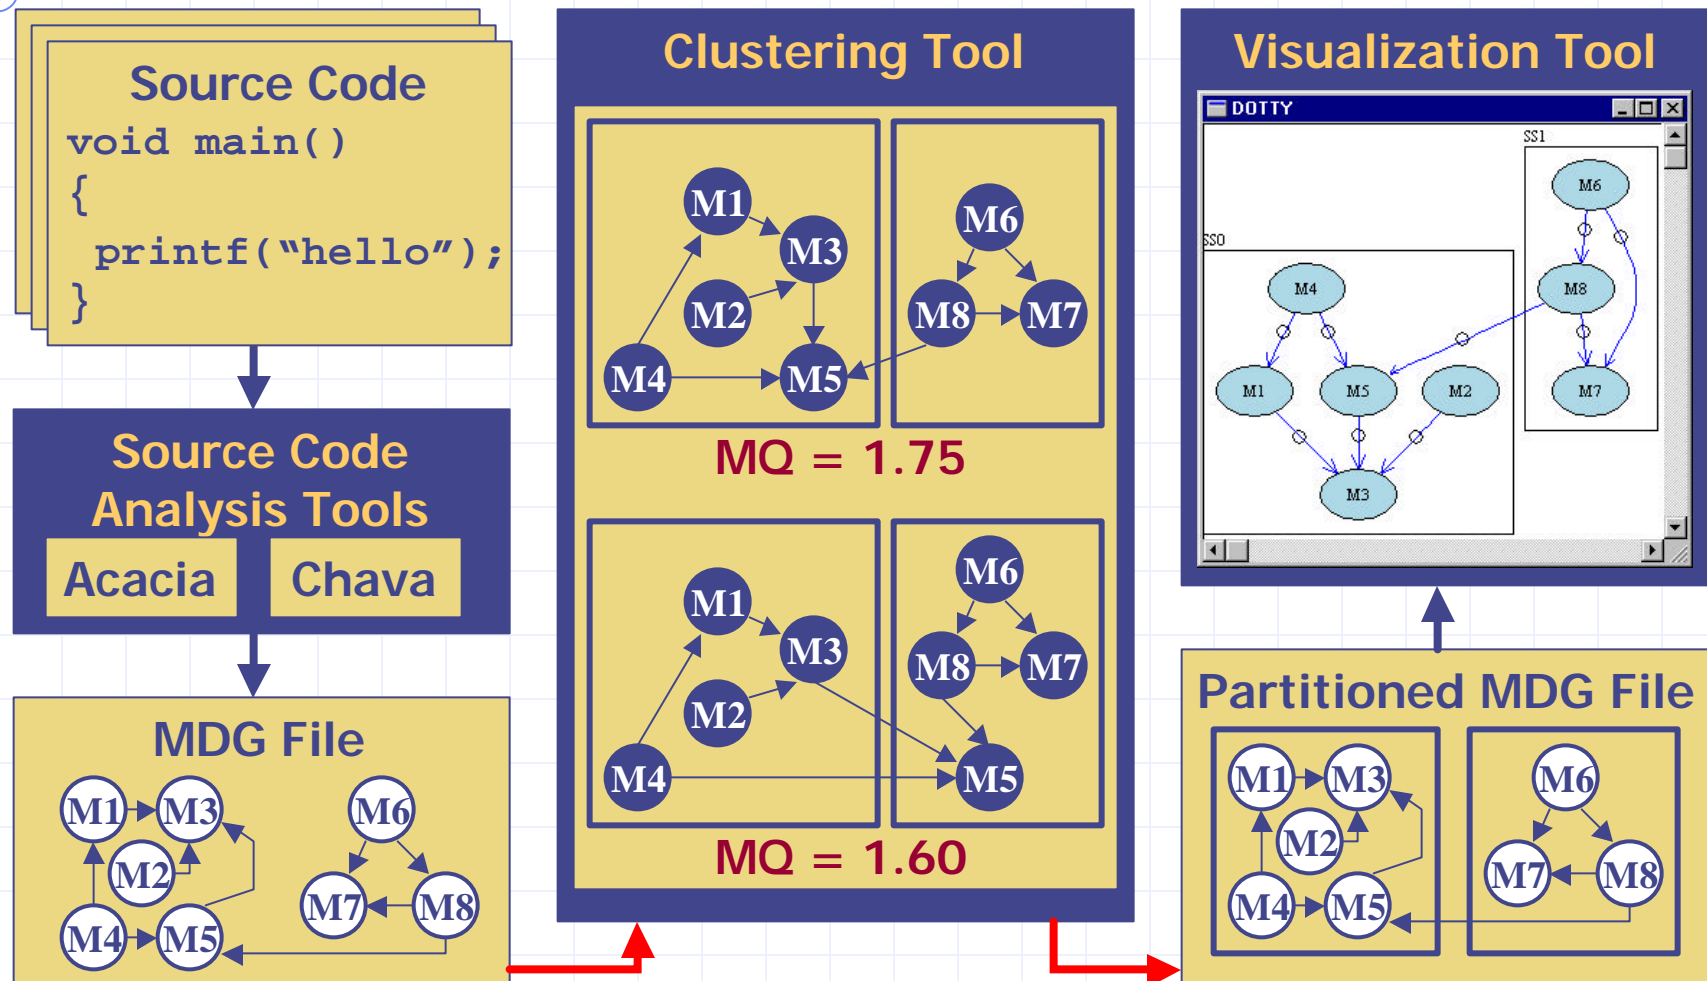 Source Code
void main()
{
printf(“hello”);
}
Source Code
Analysis Tools
Acacia Chava
MDG File
M1 M3 M6
M2
M7 M8
M4 M5
Clustering Tool
M1
M6
M3
M2 M8 M7
M4 M5
MQ = 1.75
M6
M1
M3 M8 M7
M2
M4 M5
MQ = 1.60
Visualization Tool
DOTTY
SS1
M6
SS0
M4 M8
M1 M5 M2 M7
M3
Partitioned MDG File
M1 M3 M6
M2
M7 M8
M4 M5